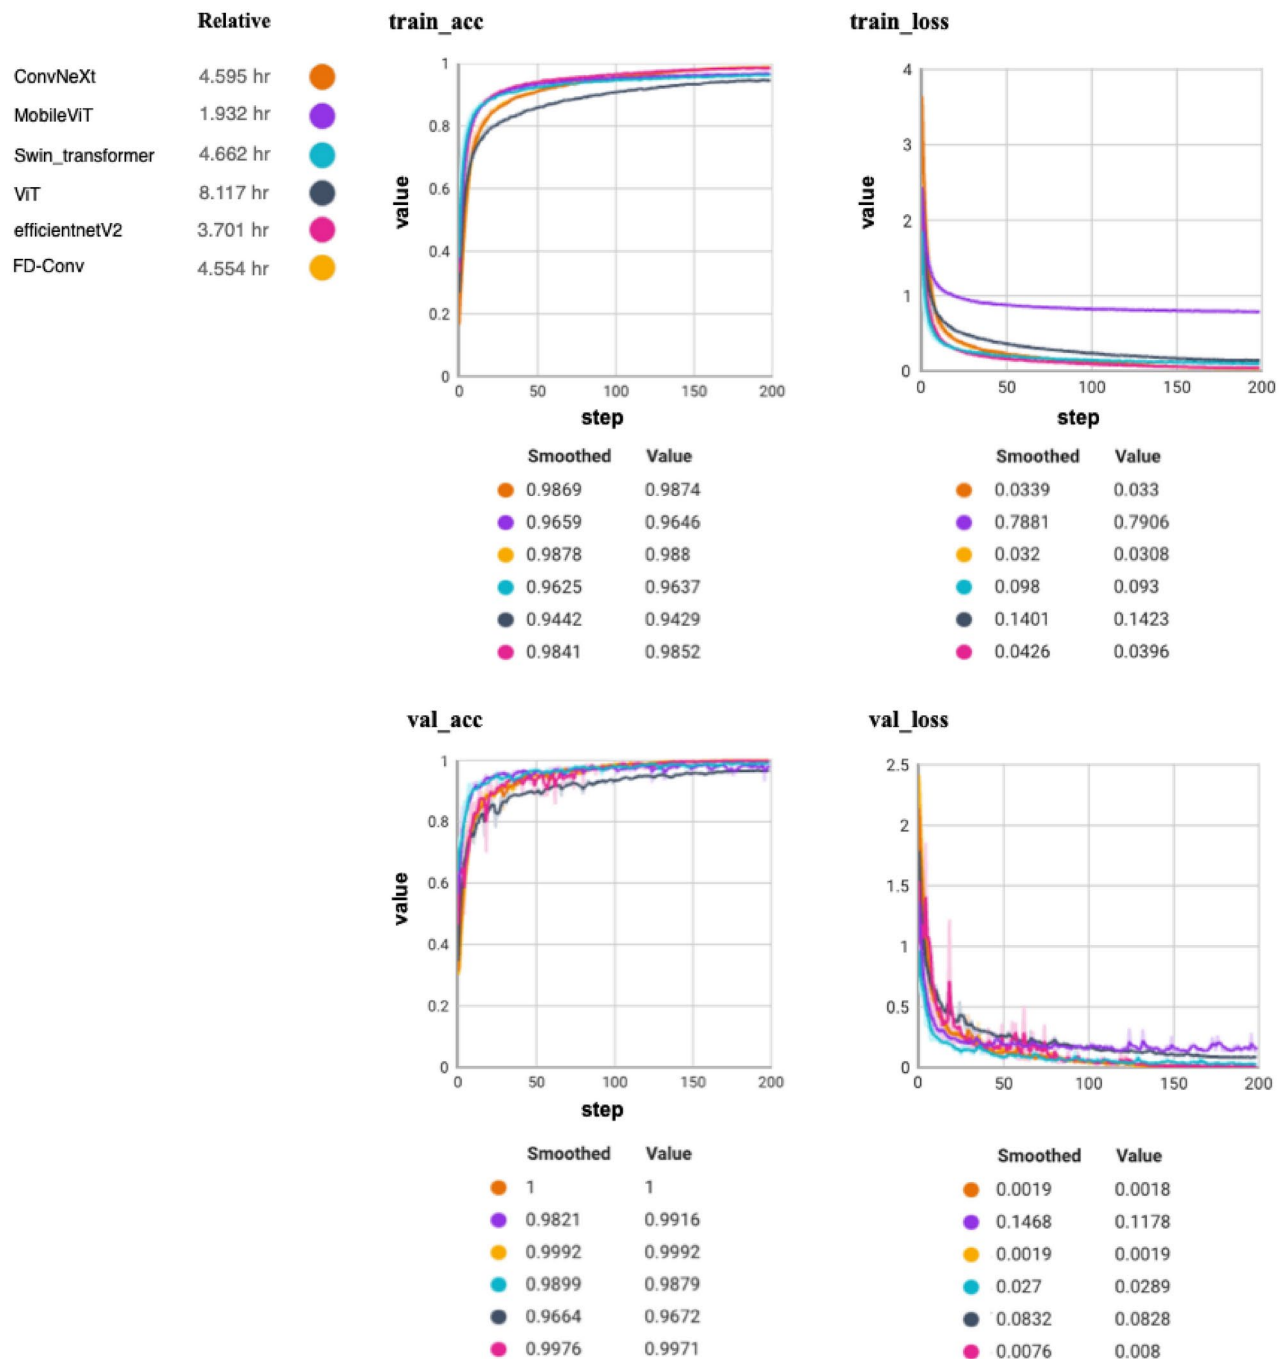 Relative
ConvNeXt 4.595 hr
MobileViT 1.932 hr
Swin_transformer 4.662 hr
ViT 8.117 hr
efficientnetV2 3.701 hr
FD-Conv 4.554 hr
train_acc
value
1
0.8
0.6
0.4
0.2
0
0 50 100 150 200
step
Smoothed Value
0.9869 0.9874
0.9659 0.9646
0.9878 0.988
0.9625 0.9637
0.9442 0.9429
0.9841 0.9852
train_loss
value
4
3
2
1
0
0 50 100 150 200
step
Smoothed Value
0.0339 0.033
0.7881 0.7906
0.032 0.0308
0.098 0.093
0.1401 0.1423
0.0426 0.0396
val_acc
value
1
0.8
0.6
0.4
0.2
0
0 50 100 150 200
step
Smoothed Value
1 1
0.9821 0.9916
0.9992 0.9992
0.9899 0.9879
0.9664 0.9672
0.9976 0.9971
val_loss
2.5
2
1.5
1
0.5
0
0 50 100 150 200
Smoothed Value
0.0019 0.0018
0.1468 0.1178
0.0019 0.0019
0.027 0.0289
0.0832 0.0828
0.0076 0.008